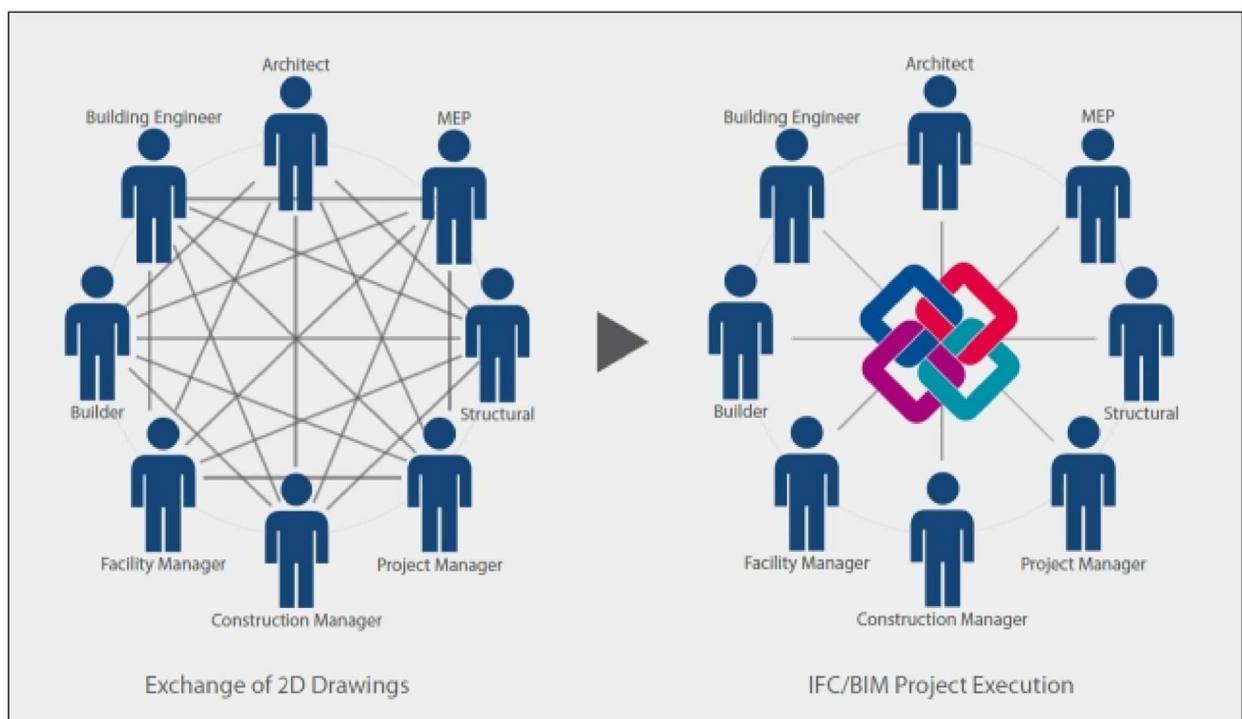 Architect
Building Engineer
MEP
Builder
Structural
Facility Manager
Project Manager
Construction Manager
Exchange of 2D Drawings
Architect
Building Engineer
MEP
Builder
Structural
Facility Manager
Project Manager
Construction Manager
IFC/BIM Project Execution